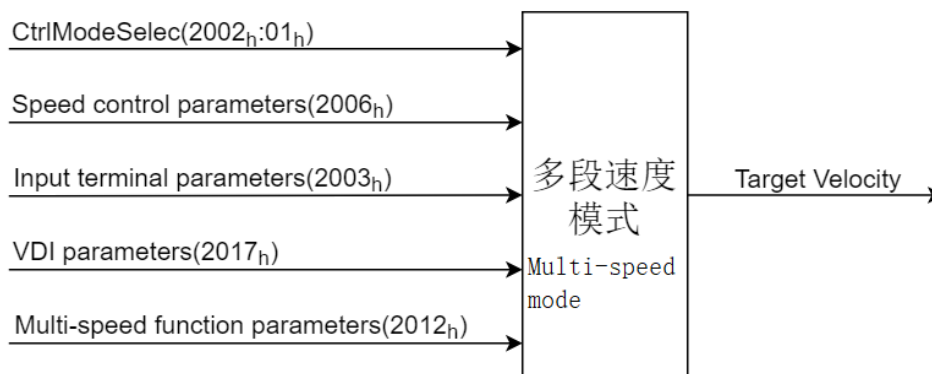 CtrlModeSelec(2002h:01h)
Speed control parameters(2006h)
Input terminal parameters(2003h)
VDI parameters(2017h)
Multi-speed function parameters(2012h)
多段速度
模式
Multi-speed
mode
Target Velocity